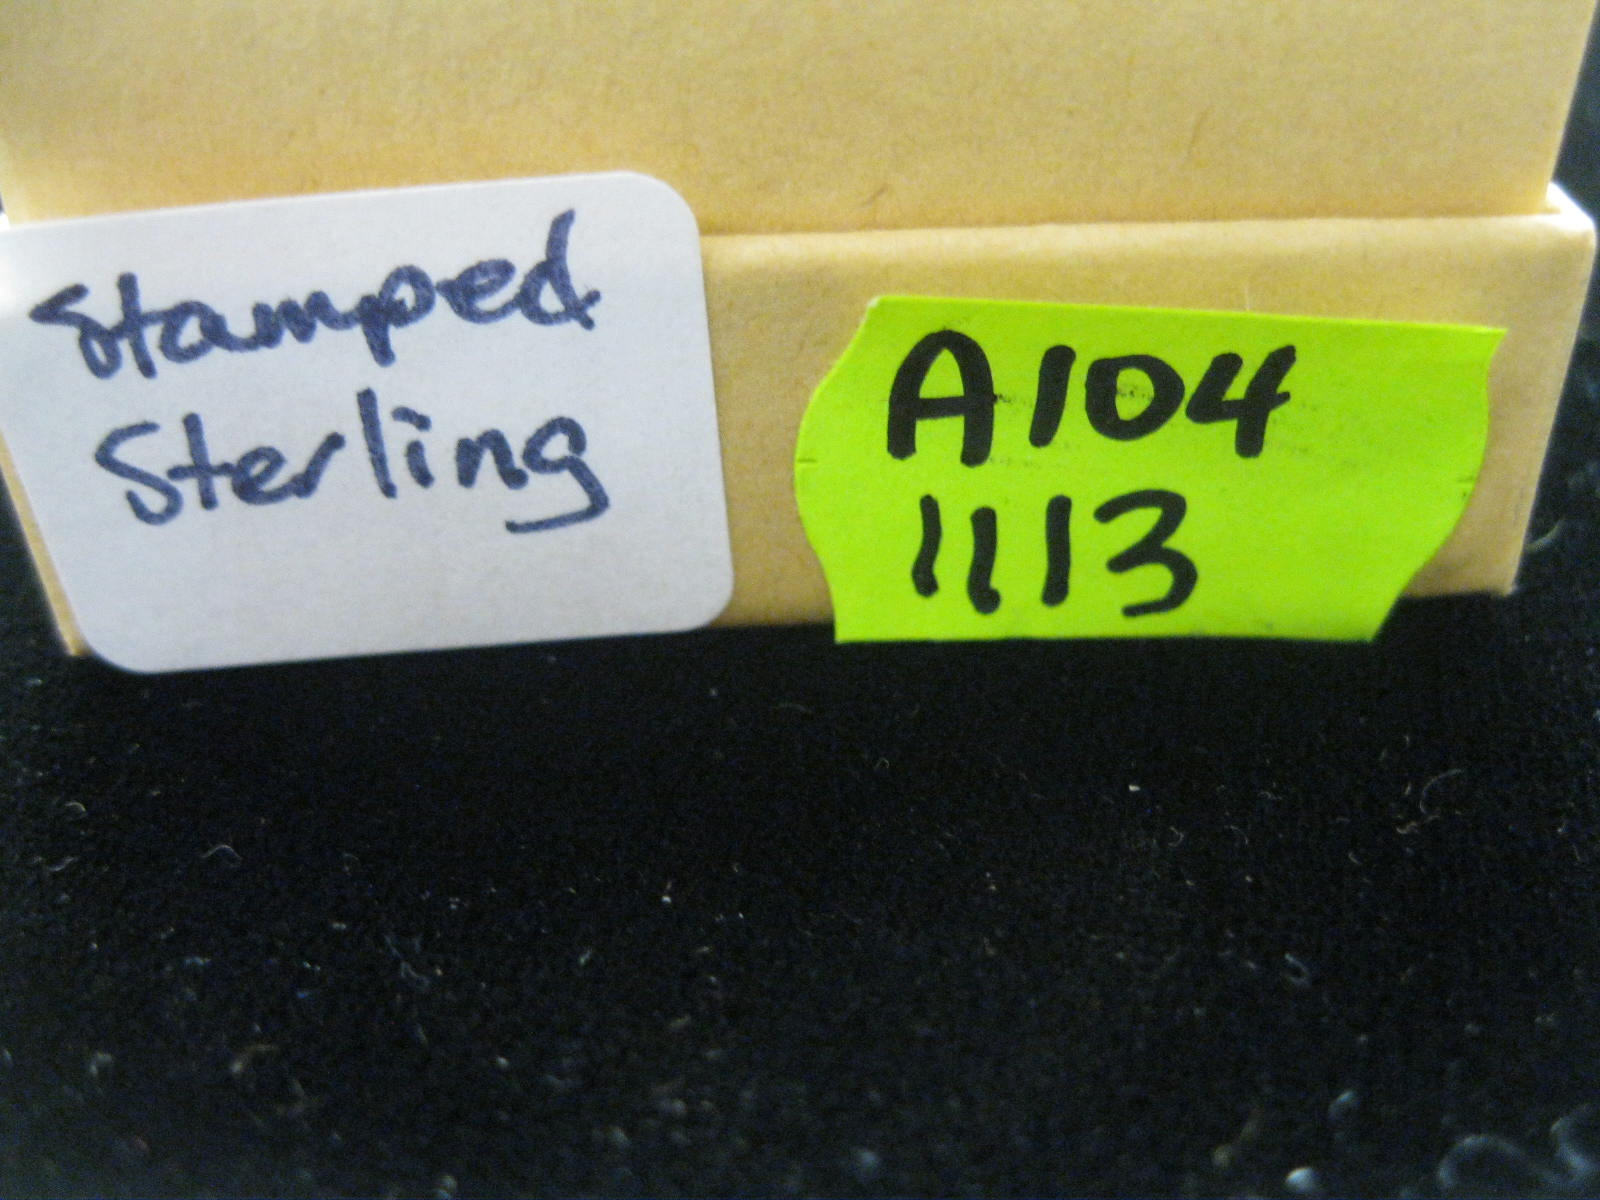 Stamped
Sterling
A104
1113